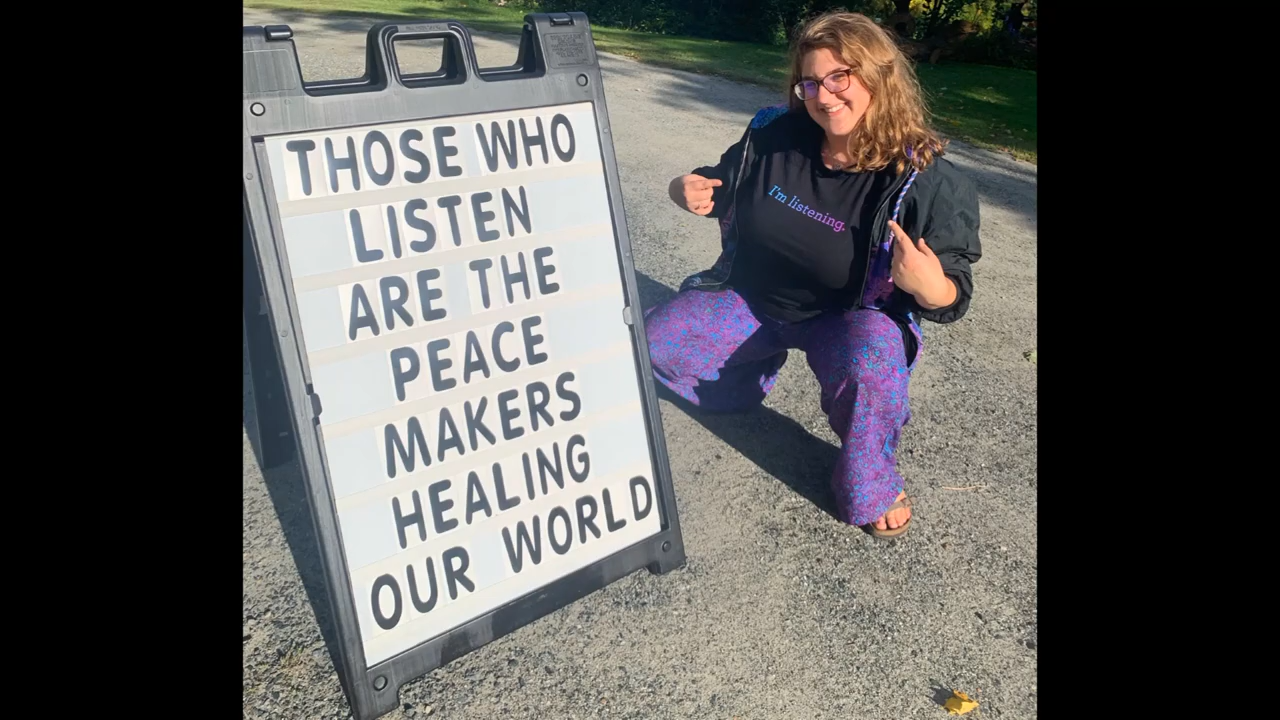 THOSE WHO
LISTEN
ARE THE
PEACE
MAKERS
HEALING
OUR WORLD
I'm listening.